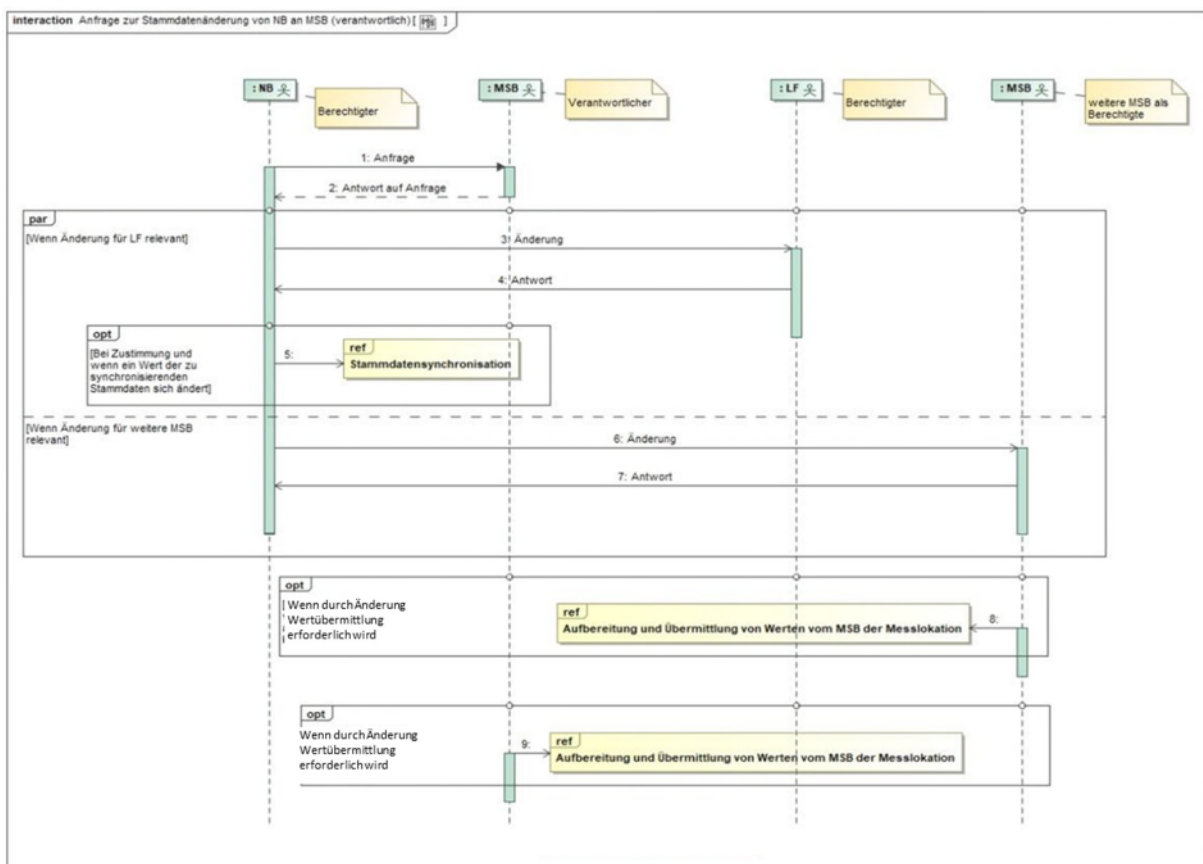 interaction Anfrage zur Stammdatenänderung von NB an MSB (verantwortlich) [ ]
: NB
Berechtigter
: MSB
Verantwortlicher
: LF
Berechtigter
: MSB
weitere MSB als
Berechtigte
1: Anfrage
2: Antwort auf Anfrage
par
[Wenn Änderung für LF relevant]
3: Änderung
4: Antwort
opt
[Bei Zustimmung und
wenn ein Wert der zu
synchronisierenden
Stammdaten sich ändert]
5:
ref
Stammdatensynchronisation
[Wenn Änderung für weitere MSB
relevant]
6: Änderung
7: Antwort
opt
Wenn durch Änderung
Wertübermittlung
erforderlich wird
ref
Aufbereitung und Übermittlung von Werten vom MSB der Messlokation
8:
opt
Wenn durch Änderung
Wertübermittlung
erforderlich wird
9:
ref
Aufbereitung und Übermittlung von Werten vom MSB der Messlokation